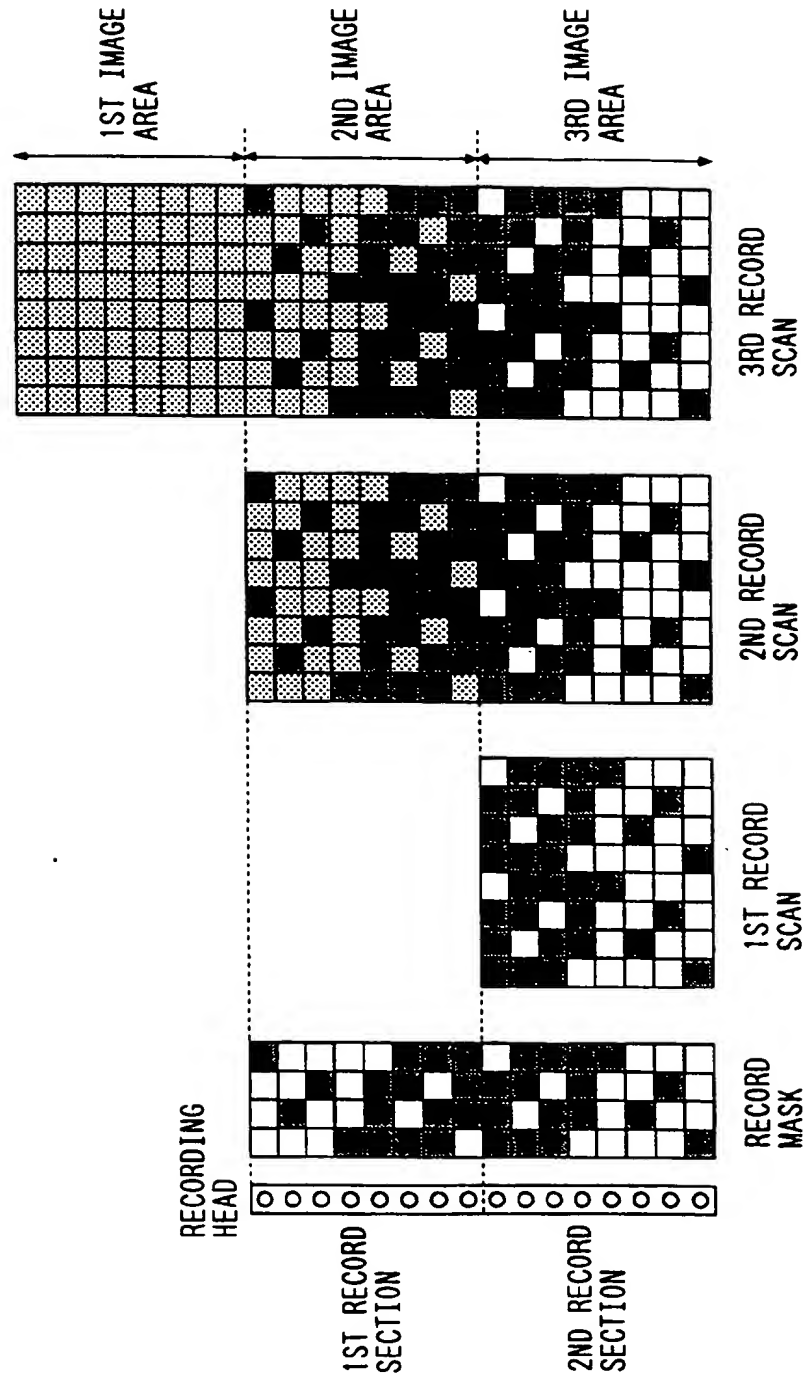 RECORDING
HEAD
1ST RECORD
SECTION
2ND RECORD
SECTION
RECORD
MASK
1ST RECORD
SCAN
2ND RECORD
SCAN
3RD RECORD
SCAN
1ST IMAGE
AREA
2ND IMAGE
AREA
3RD IMAGE
AREA